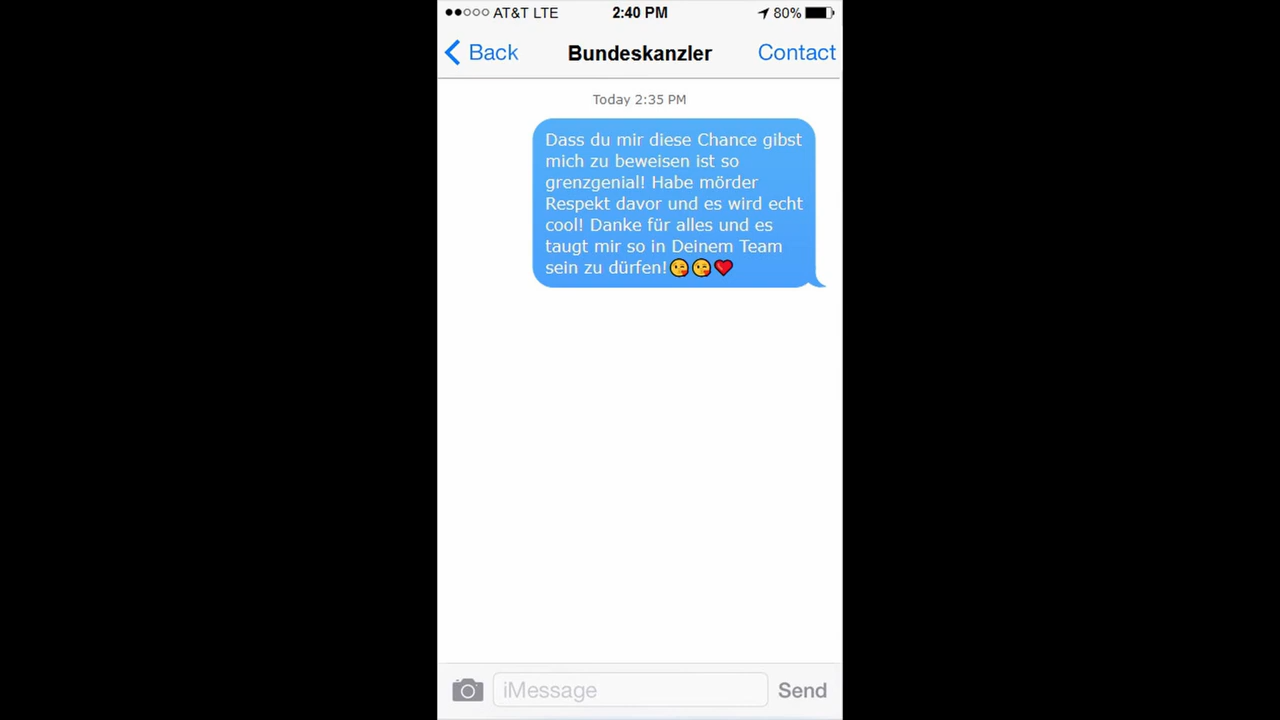 AT&T LTE 2:40 PM 80%
Back Bundeskanzler Contact
Today 2:35 PM
Dass du mir diese Chance gibst
mich zu beweisen ist so
grenzgenial! Habe mörder
Respekt davor und es wird echt
cool! Danke für alles und es
taugt mir so in Deinem Team
sein zu dürfen!😘😘❤️
iMessage Send